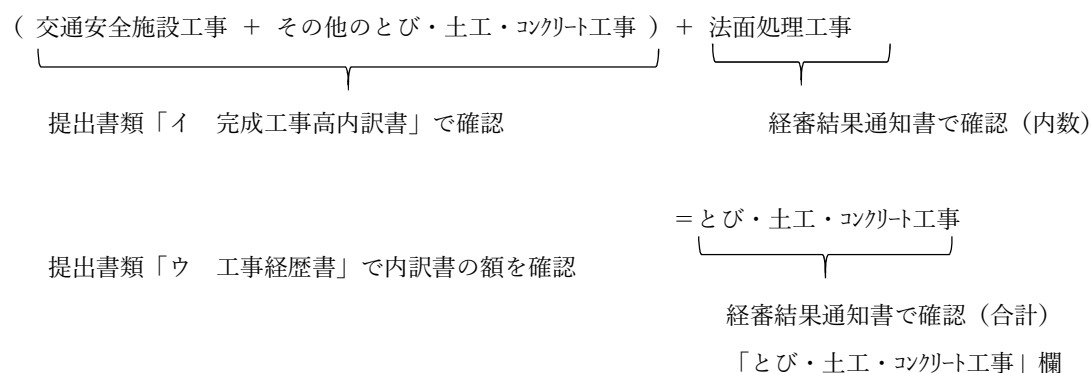 ( 交通安全施設工事 + その他のとび・土工・ｺﾝｸﾘｰﾄ工事 ) + 法面処理工事
提出書類「イ　完成工事高内訳書」で確認　　経審結果通知書で確認（内数）
＝とび・土工・ｺﾝｸﾘｰﾄ工事
提出書類「ウ　工事経歴書」で内訳書の額を確認
経審結果通知書で確認（合計）
「とび・土工・ｺﾝｸﾘｰﾄ工事」欄